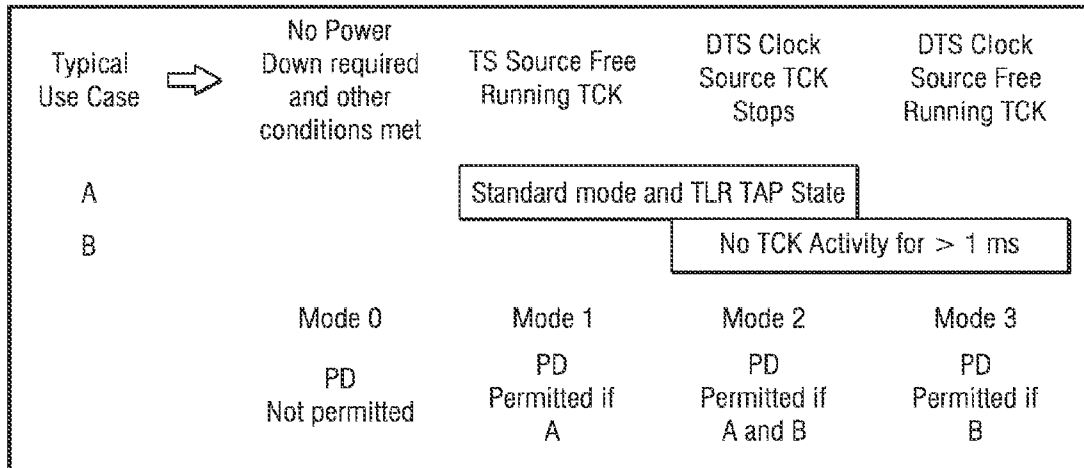 Typical
Use Case
No Power
Down required
and other
conditions met
TS Source Free
Running TCK
DTS Clock
Source TCK
Stops
DTS Clock
Source Free
Running TCK
A
Standard mode and TLR TAP State
B
No TCK Activity for > 1 ms
Mode 0
Mode 1
Mode 2
Mode 3
PD
Not permitted
PD
Permitted if
A
PD
Permitted if
A and B
PD
Permitted if
B